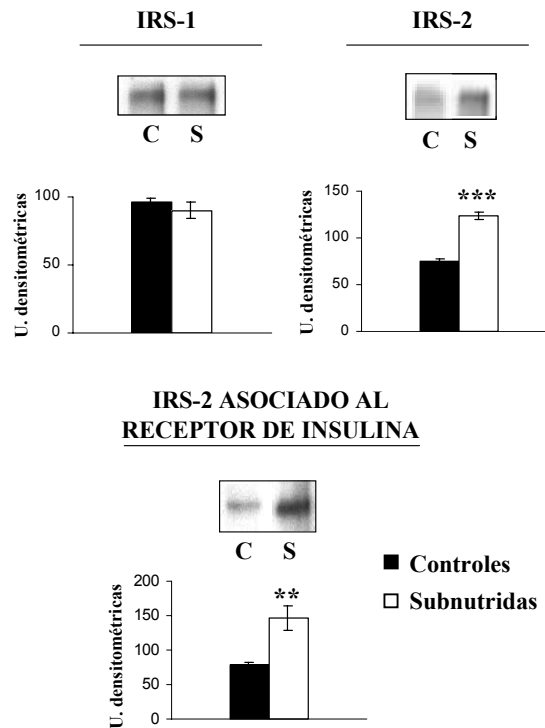 IRS-1
IRS-2
C S
C S
U. densitométricas
100
50
0
U. densitométricas
150
100
50
0
***
IRS-2 ASOCIADO AL
RECEPTOR DE INSULINA
C S
U. densitométricas
200
150
100
50
0
**
Controles
Subnutridas